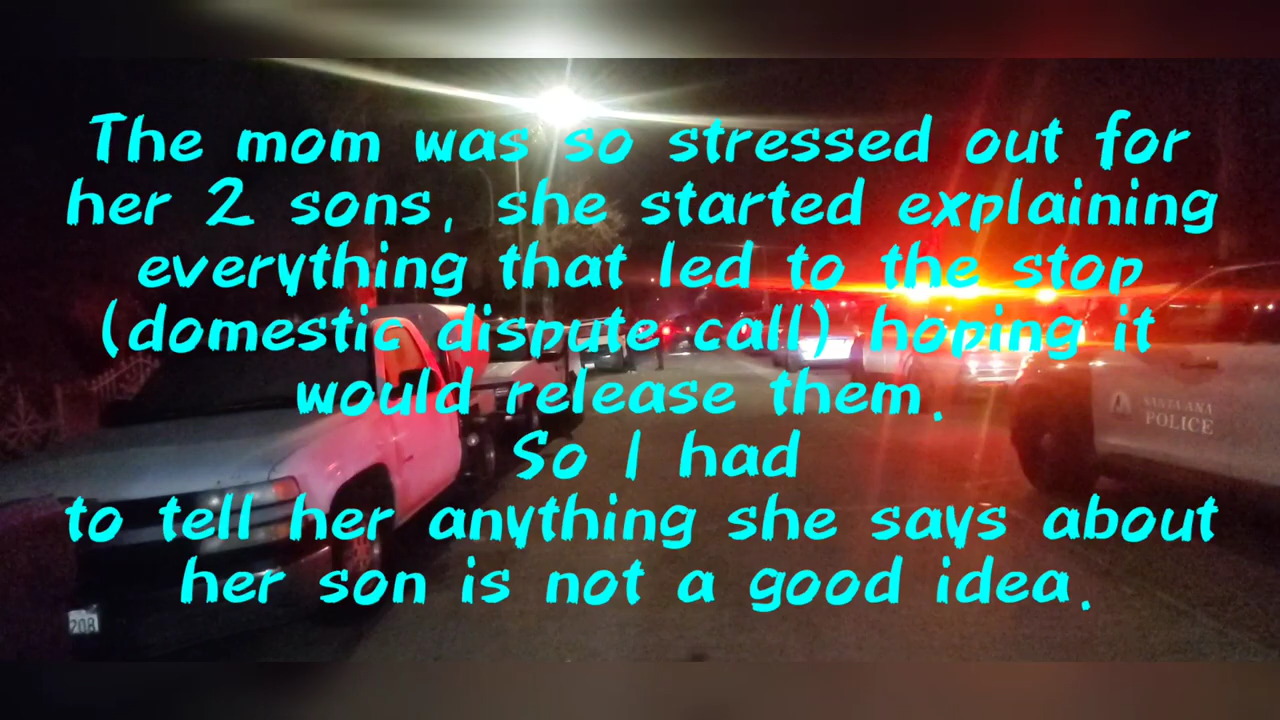 The mom was so stressed out for
her 2 sons, she started explaining
everything that led to the stop
(domestic dispute call) hoping it
would release them.
So I had
to tell her anything she says about
her son is not a good idea.
SANTA ANA
POLICE
208